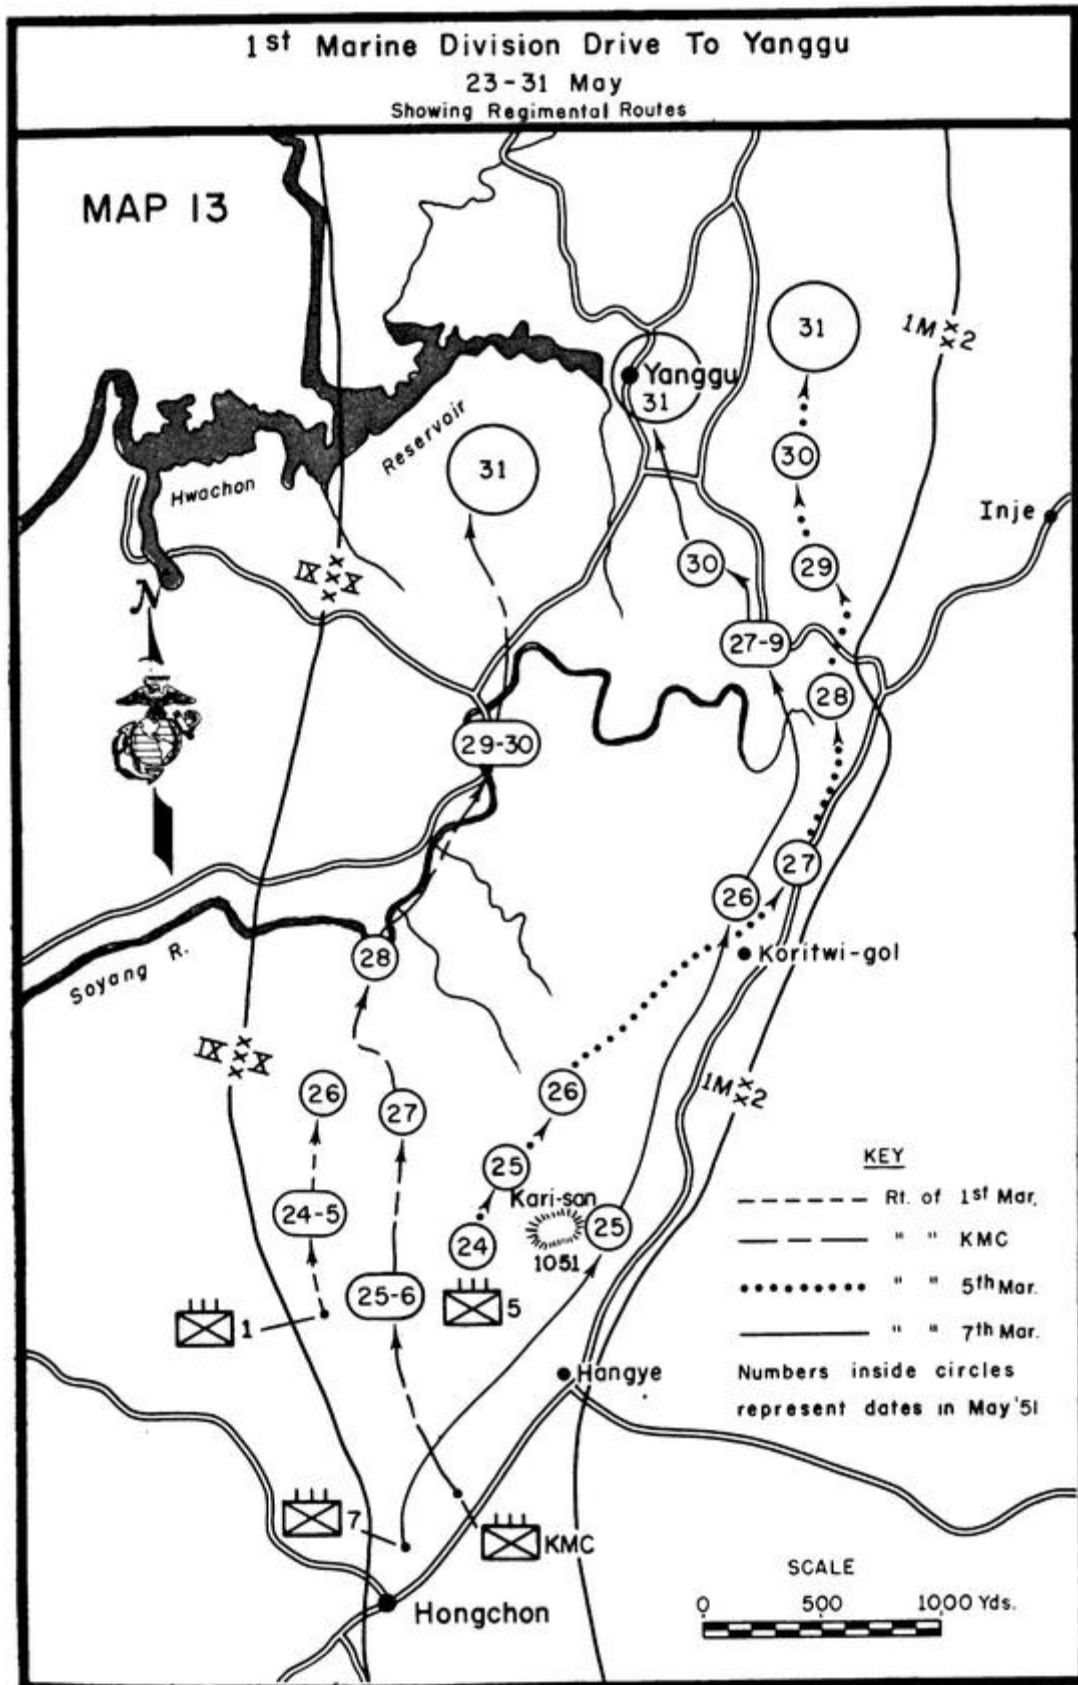 1st Marine Division Drive To Yanggu
23-31 May
Showing Regimental Routes
MAP 13
31
1M XX 2
Yanggu
31
Reservoir
31
30
Hwachon
Inje
IX XXX X
30
29
N
27-9
28
29-30
27
26
Koritwi-gol
28
Soyang R.
IX XXX X
26
27
26
1M XX 2
25
Kari-san
24-5
24
25
1051
25-6
5
1
Hangye
7
KMC
Hongchon
KEY
Rt. of 1st Mar.
" " KMC
" " 5th Mar.
" " 7th Mar.
Numbers inside circles
represent dates in May '51
SCALE
0 500 1000 Yds.